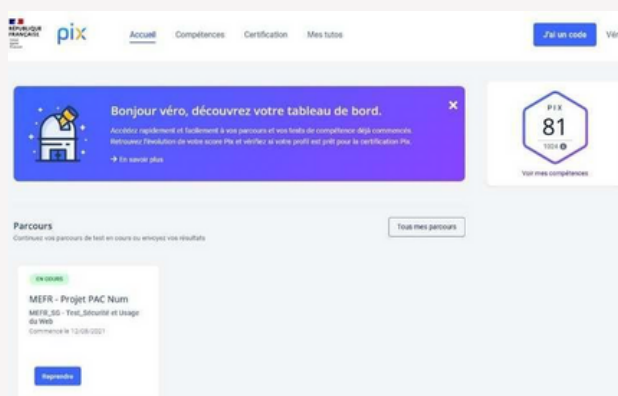 RÉPUBLIQUE
FRANÇAISE
pix
Accueil Compétences Certification Mes tutos
J'ai un code
Vér
Bonjour véro, découvrez votre tableau de bord.
Accédez rapidement et facilement à vos parcours et vos tests de compétence déjà commencés.
Retrouvez l'évolution de votre score Pix et vérifiez si votre profil est prêt pour la certification Pix.
→ En savoir plus
PIX
81
1024
Voir mes compétences
Parcours
Continuez vos parcours de test en cours ou envoyez vos résultats
Tous mes parcours
EN COURS
MEFR - Projet PAC Num
MEFR_SG - Test_Sécurité et Usage
du Web
Commencé le 12/08/2021
Reprendre